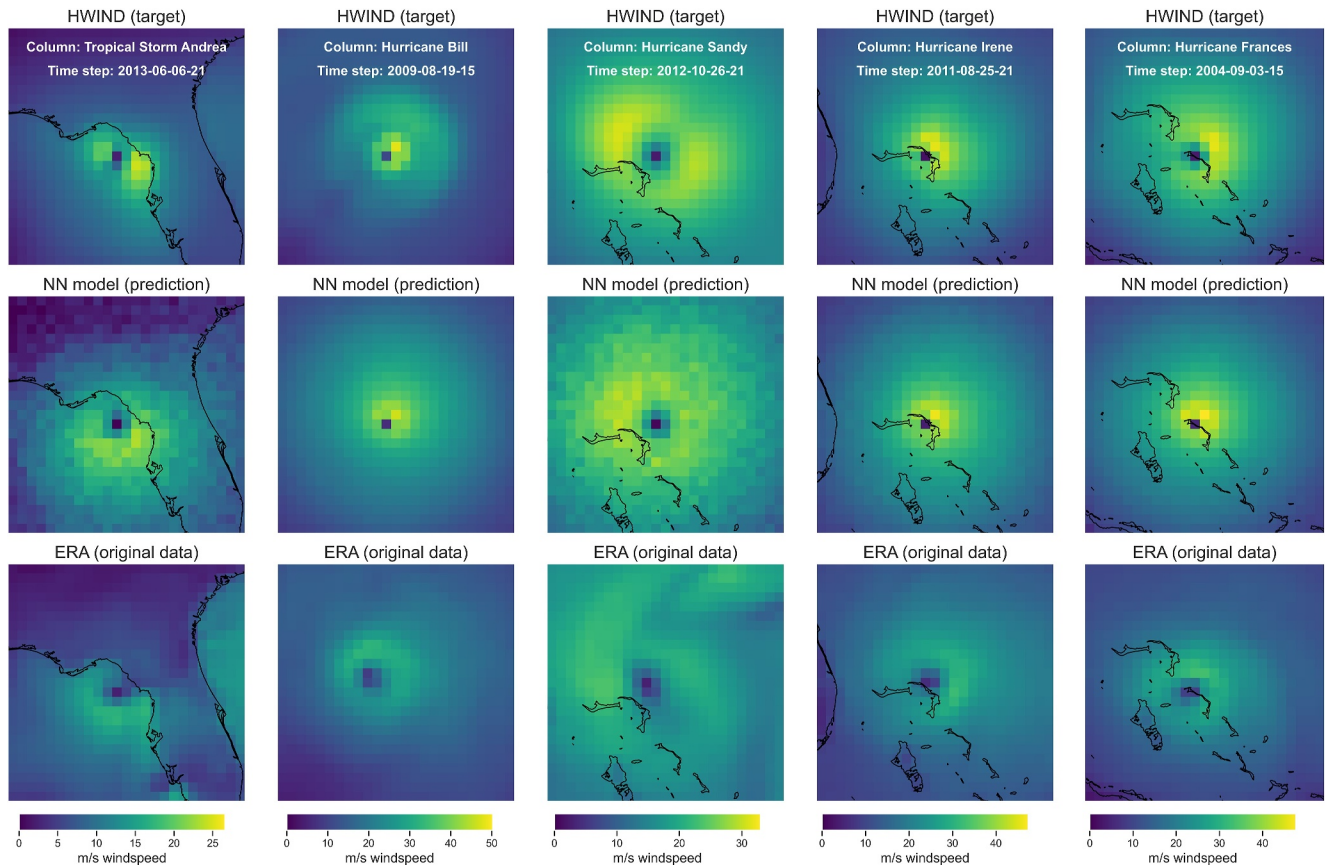 HWIND (target) HWIND (target) HWIND (target) HWIND (target) HWIND (target)
Column: Tropical Storm Andrea Column: Hurricane Bill Column: Hurricane Sandy Column: Hurricane Irene Column: Hurricane Frances
Time step: 2013-06-06-21 Time step: 2009-08-19-15 Time step: 2012-10-26-21 Time step: 2011-08-25-21 Time step: 2004-09-03-15
NN model (prediction) NN model (prediction) NN model (prediction) NN model (prediction) NN model (prediction)
ERA (original data) ERA (original data) ERA (original data) ERA (original data) ERA (original data)
0 5 10 15 20 25 0 10 20 30 40 50 0 10 20 30 0 10 20 30 40 0 10 20 30 40
m/s windspeed m/s windspeed m/s windspeed m/s windspeed m/s windspeed